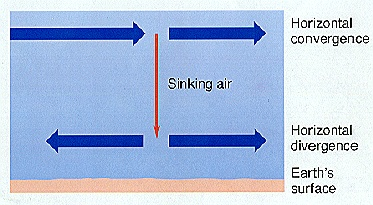 Horizontal
convergence
Sinking air
Horizontal
divergence
Earth's
surface